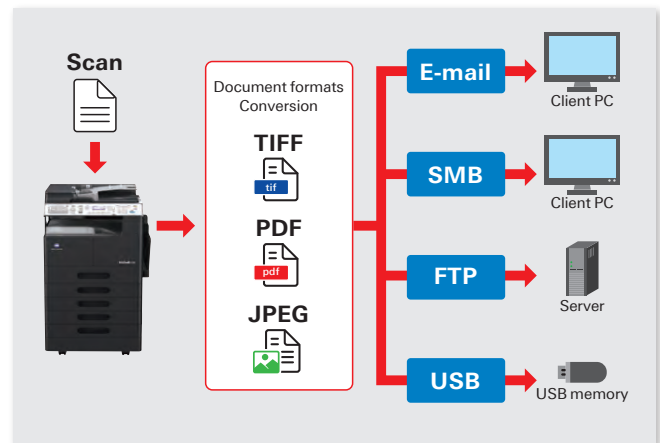 Scan
Document formats
Conversion
TIFF
tif
PDF
pdf
JPEG
E-mail
Client PC
SMB
Client PC
FTP
Server
USB
USB memory